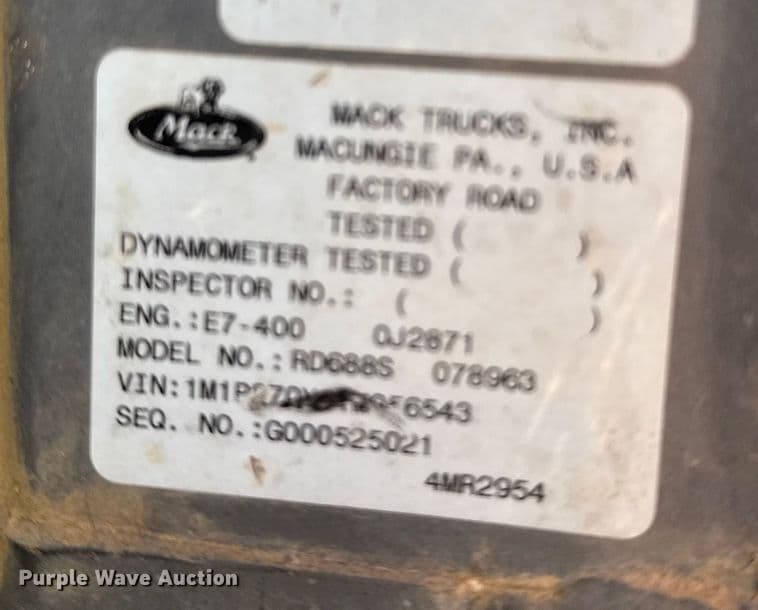 Mack
MACK TRUCKS, INC.
MACUNGIE PA., U.S.A
FACTORY ROAD
TESTED ( )
DYNAMOMETER TESTED ( )
INSPECTOR NO.: ( )
ENG.:E7-400 0J2871
MODEL NO.:RD688S 078963
VIN:
SEQ. NO.:G000525021
4MR2954
Purple Wave Auction